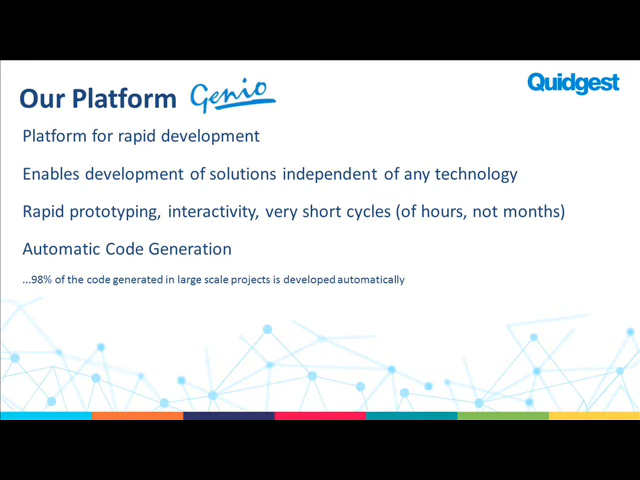 Our Platform Genio
Quidgest
Platform for rapid development
Enables development of solutions independent of any technology
Rapid prototyping, interactivity, very short cycles (of hours, not months)
Automatic Code Generation
...98% of the code generated in large scale projects is developed automatically